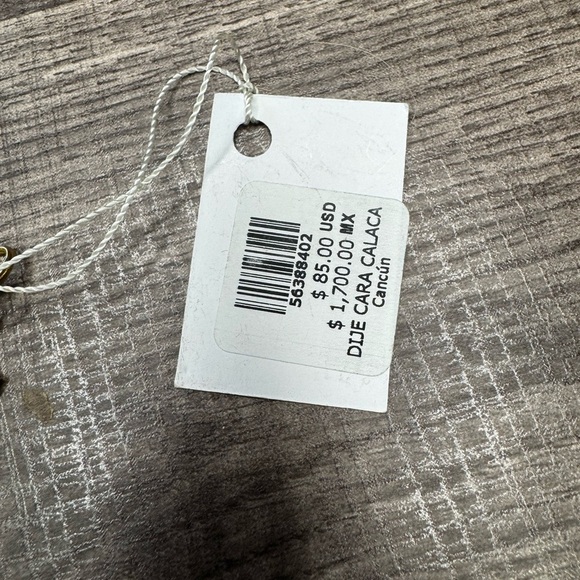 56388402
$ 85.00 USD
$ 1,700.00 MX
DIJE CARA CALACA
Cancún